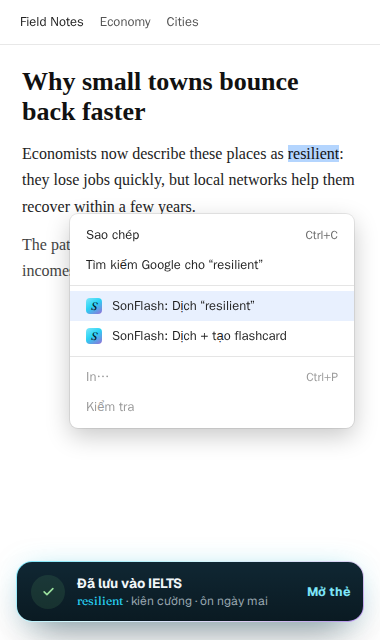 Field Notes Economy Cities
Why small towns bounce
back faster
Economists now describe these places as resilient:
they lose jobs quickly, but local networks help them
recover within a few years.
The pat
incomes
Sao chép Ctrl+C
Tìm kiếm Google cho “resilient”
S SonFlash: Dịch “resilient”
S SonFlash: Dịch + tạo flashcard
In··· Ctrl+P
Kiểm tra
Đã lưu vào IELTS
resilient · kiên cường · ôn ngày mai
Mở thẻ